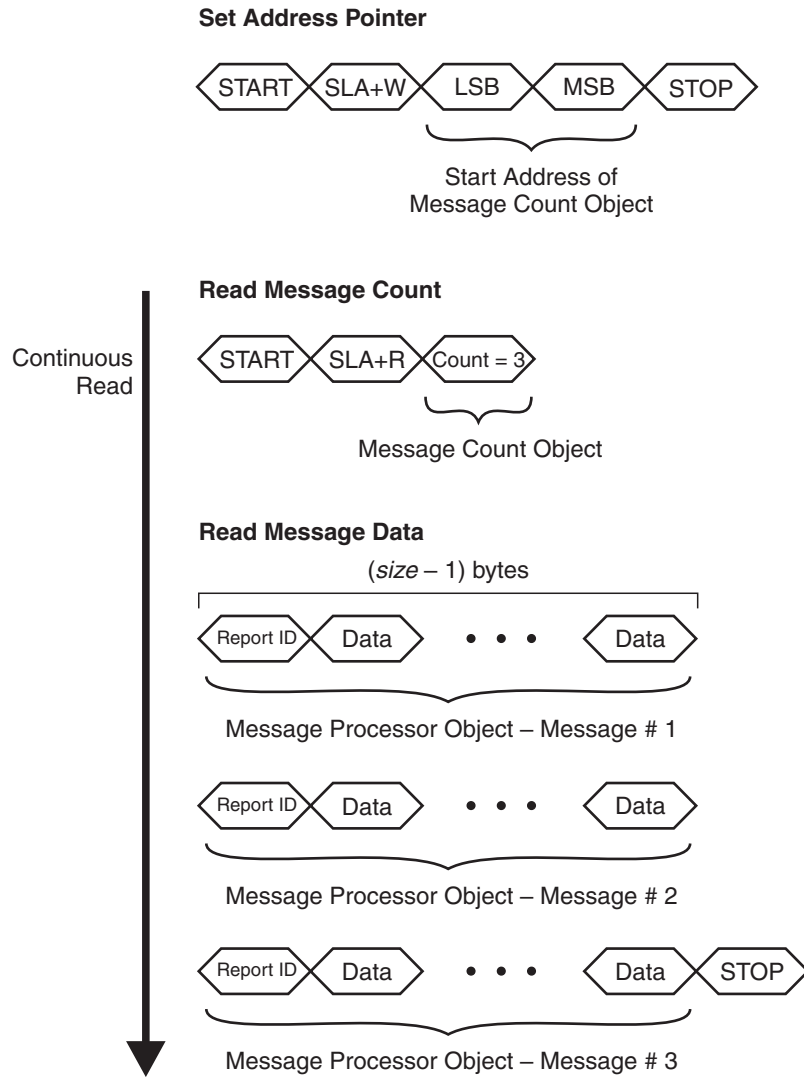 Set Address Pointer
START SLA+W LSB MSB STOP
Start Address of
Message Count Object
Read Message Count
Continuous
Read
START SLA+R Count = 3
Message Count Object
Read Message Data
(size – 1) bytes
Report ID Data • • • Data
Message Processor Object – Message # 1
Report ID Data • • • Data
Message Processor Object – Message # 2
Report ID Data • • • Data STOP
Message Processor Object – Message # 3